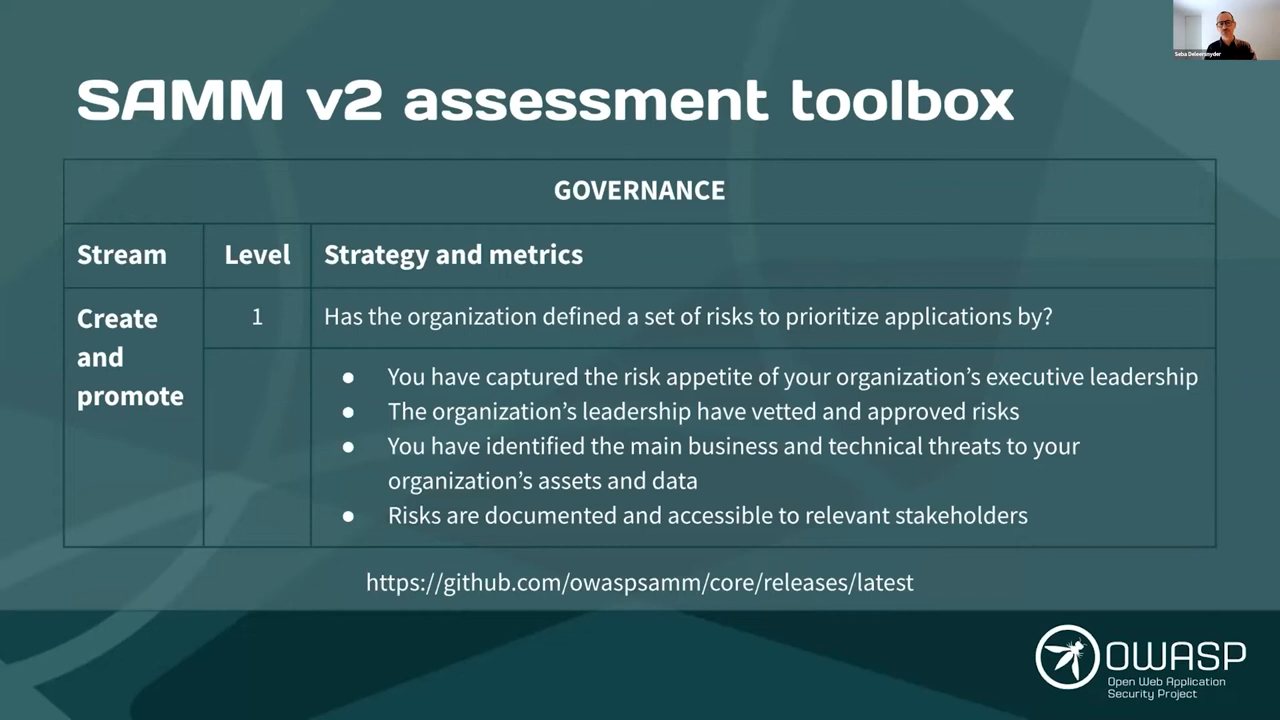 Seba Deleersnyder
SAMM v2 assessment toolbox
GOVERNANCE
Stream Level Strategy and metrics
Create and promote
1 Has the organization defined a set of risks to prioritize applications by?
● You have captured the risk appetite of your organization’s executive leadership
● The organization’s leadership have vetted and approved risks
● You have identified the main business and technical threats to your
organization’s assets and data
● Risks are documented and accessible to relevant stakeholders
https://github.com/owaspsamm/core/releases/latest
OWASP
Open Web Application
Security Project